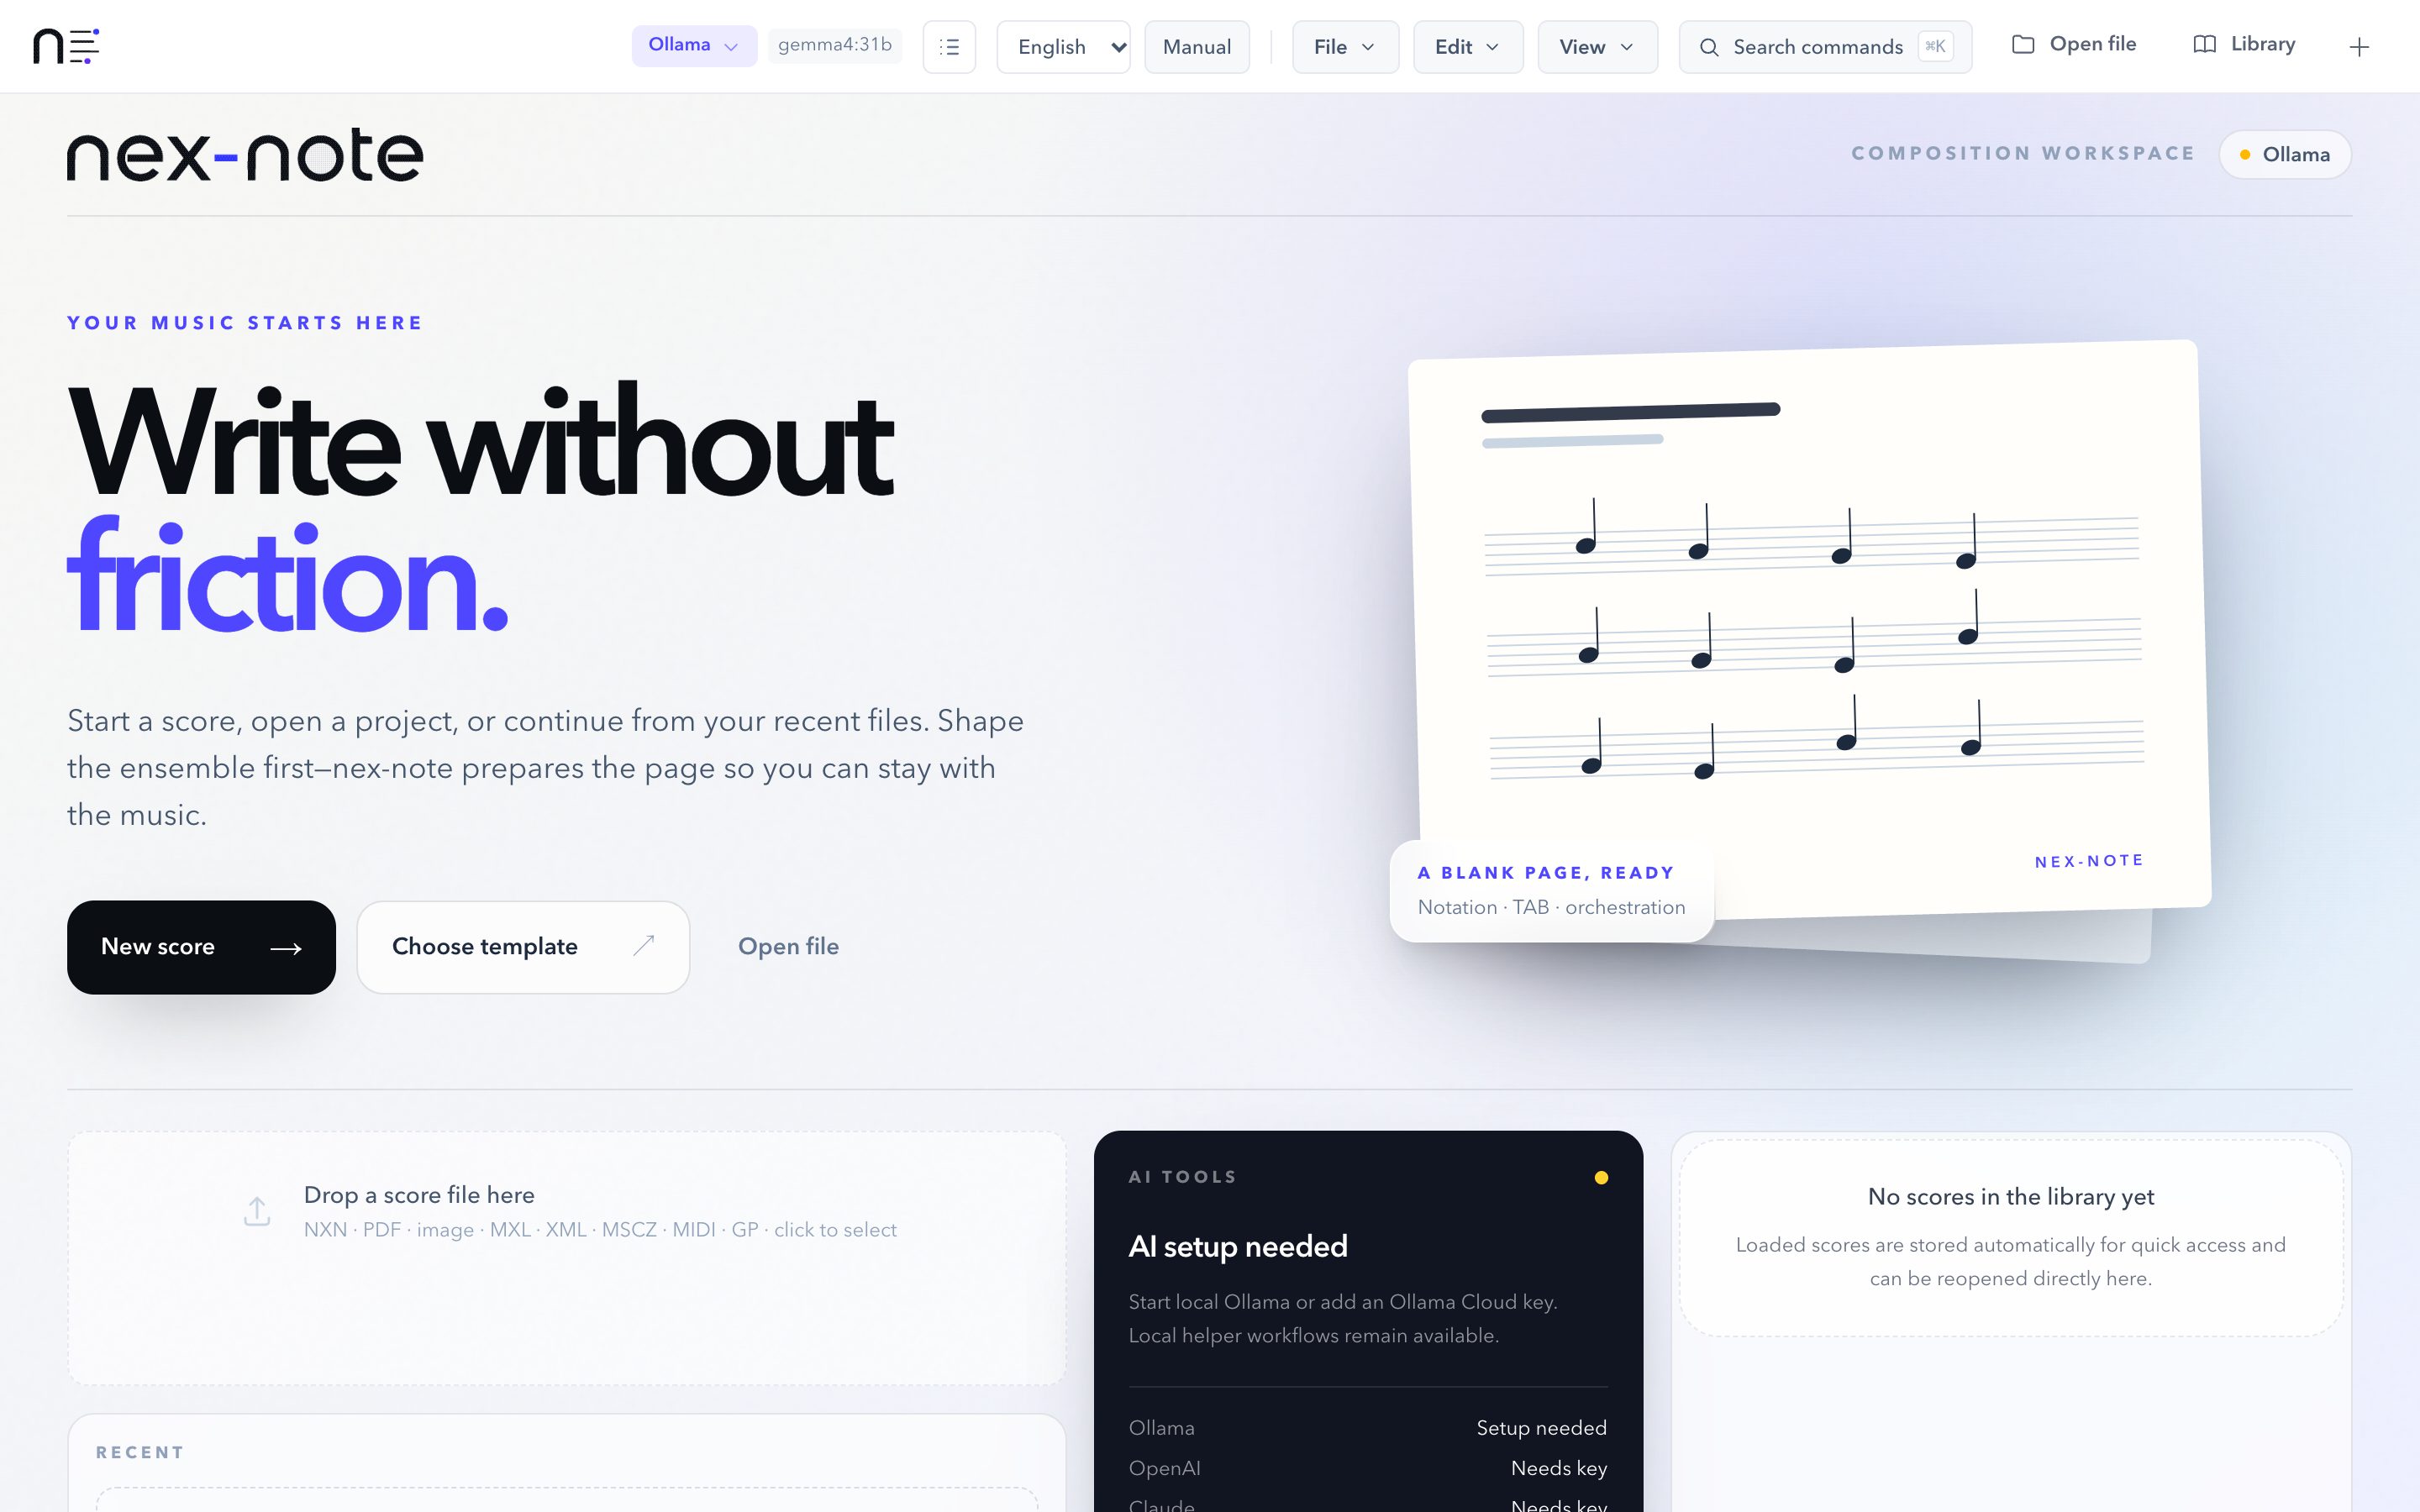 Ollama
gemma4:31b
English
Manual
File
Edit
View
Search commands ⌘K
Open file
Library
nex-note
COMPOSITION WORKSPACE
Ollama
YOUR MUSIC STARTS HERE
Write without
friction.
Start a score, open a project, or continue from your recent files. Shape
the ensemble first—nex-note prepares the page so you can stay with
the music.
New score
Choose template
Open file
NEX-NOTE
A BLANK PAGE, READY
Notation · TAB · orchestration
Drop a score file here
NXN · PDF · image · MXL · XML · MSCZ · MIDI · GP · click to select
RECENT
AI TOOLS
AI setup needed
Start local Ollama or add an Ollama Cloud key.
Local helper workflows remain available.
Ollama Setup needed
OpenAI Needs key
Claude Needs key
No scores in the library yet
Loaded scores are stored automatically for quick access and
can be reopened directly here.